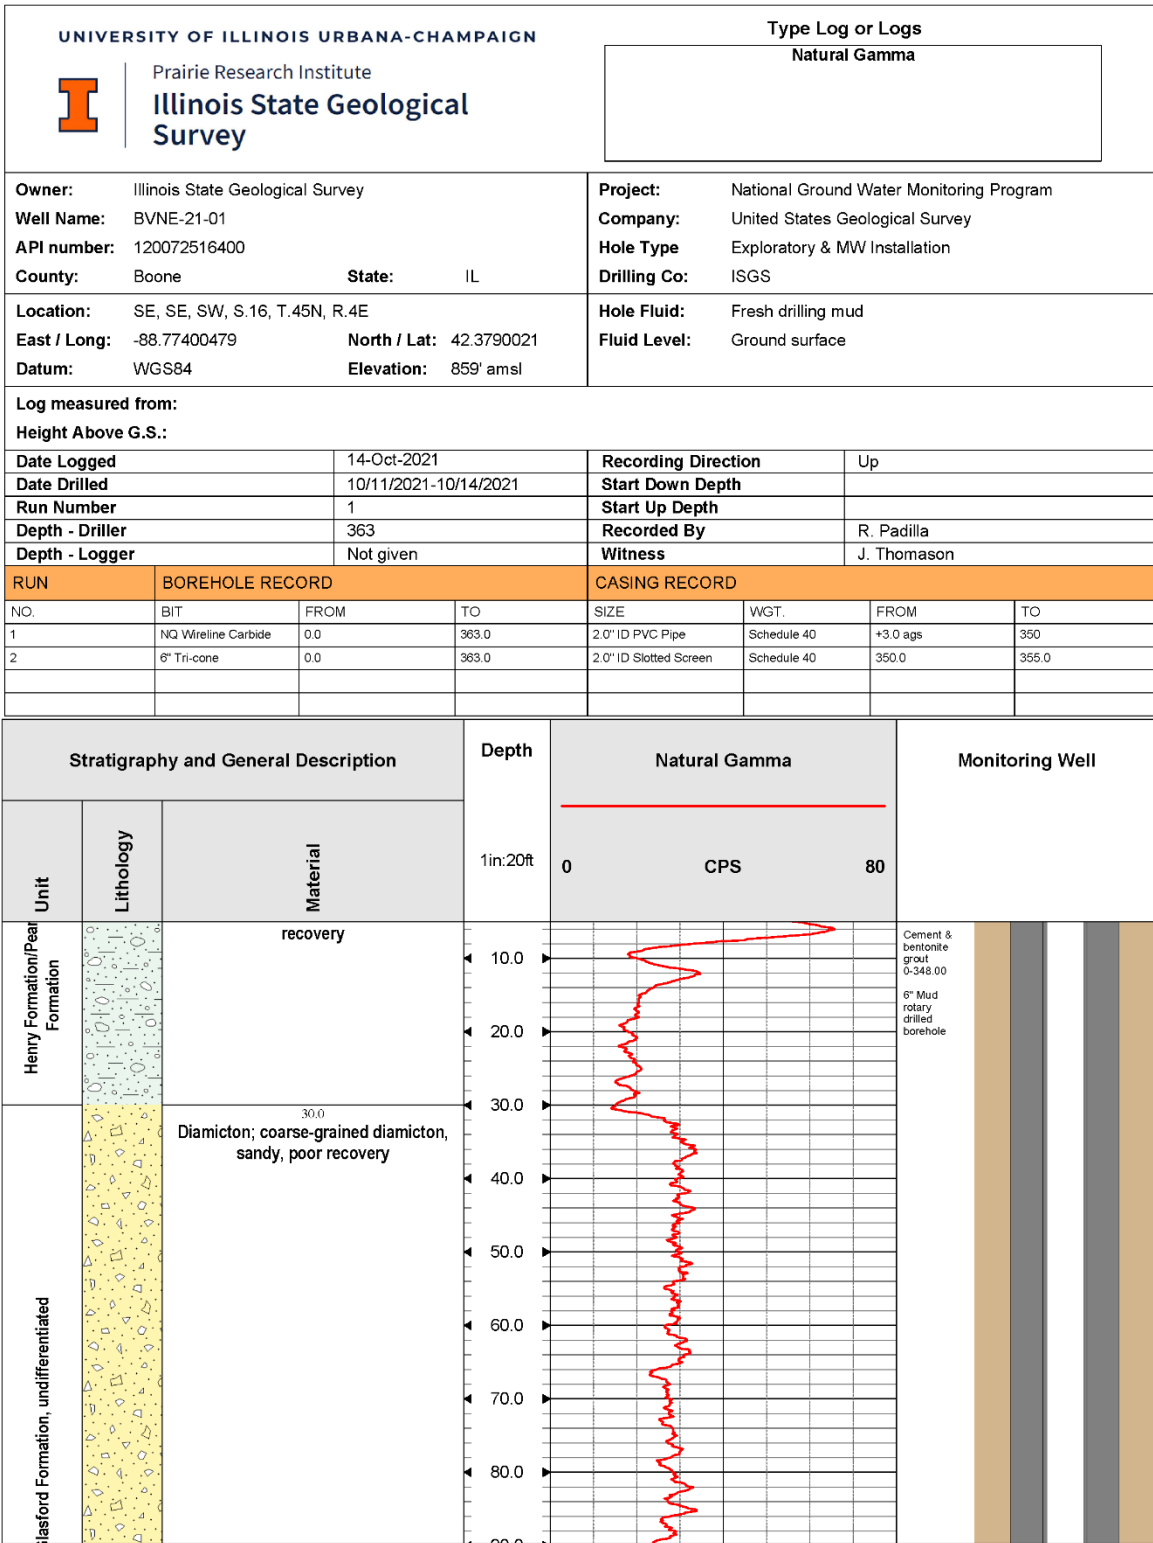 UNIVERSITY OF ILLINOIS URBANA-CHAMPAIGN
Prairie Research Institute
Illinois State Geological
Survey
Type Log or Logs
Natural Gamma
Owner: Illinois State Geological Survey
Well Name: BVNE-21-01
API number: 120072516400
County: Boone State: IL
Project: National Ground Water Monitoring Program
Company: United States Geological Survey
Hole Type Exploratory & MW Installation
Drilling Co: ISGS
Location: SE, SE, SW, S.16, T.45N, R.4E
East / Long: -88.77400479 North / Lat: 42.3790021
Datum: WGS84 Elevation: 859' amsl
Hole Fluid: Fresh drilling mud
Fluid Level: Ground surface
Log measured from:
Height Above G.S.:
Date Logged 14-Oct-2021 Recording Direction Up
Date Drilled 10/11/2021-10/14/2021 Start Down Depth
Run Number 1 Start Up Depth
Depth - Driller 363 Recorded By R. Padilla
Depth - Logger Not given Witness J. Thomason
RUN BOREHOLE RECORD CASING RECORD
NO. BIT FROM TO SIZE WGT. FROM TO
1 NQ Wireline Carbide 0.0 363.0 2.0" ID PVC Pipe Schedule 40 +3.0 ags 350
2 6" Tri-cone 0.0 363.0 2.0" ID Slotted Screen Schedule 40 350.0 355.0
Stratigraphy and General Description
Depth
Natural Gamma
Monitoring Well
Unit
Lithology
Material
1in:20ft
0 CPS 80
Henry Formation/Pear
Formation
recovery
10.0
20.0
30.0
40.0
50.0
60.0
70.0
80.0
30.0
Diamicton; coarse-grained diamicton,
sandy, poor recovery
lasford Formation, undifferentiated
Cement &
bentonite
grout
0-348.00
6" Mud
rotary
drilled
borehole